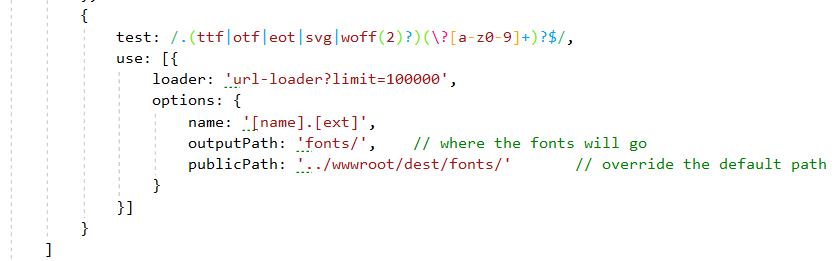 {
test: /.(ttf|otf|eot|svg|woff(2)?)(\?[a-z0-9]+)?$/,
use: [{
loader: 'url-loader?limit=100000',
options: {
name: '[name].[ext]',
outputPath: 'fonts/',    // where the fonts will go
publicPath: '../wwwroot/dest/fonts/'       // override the default path
}
}]
}
]